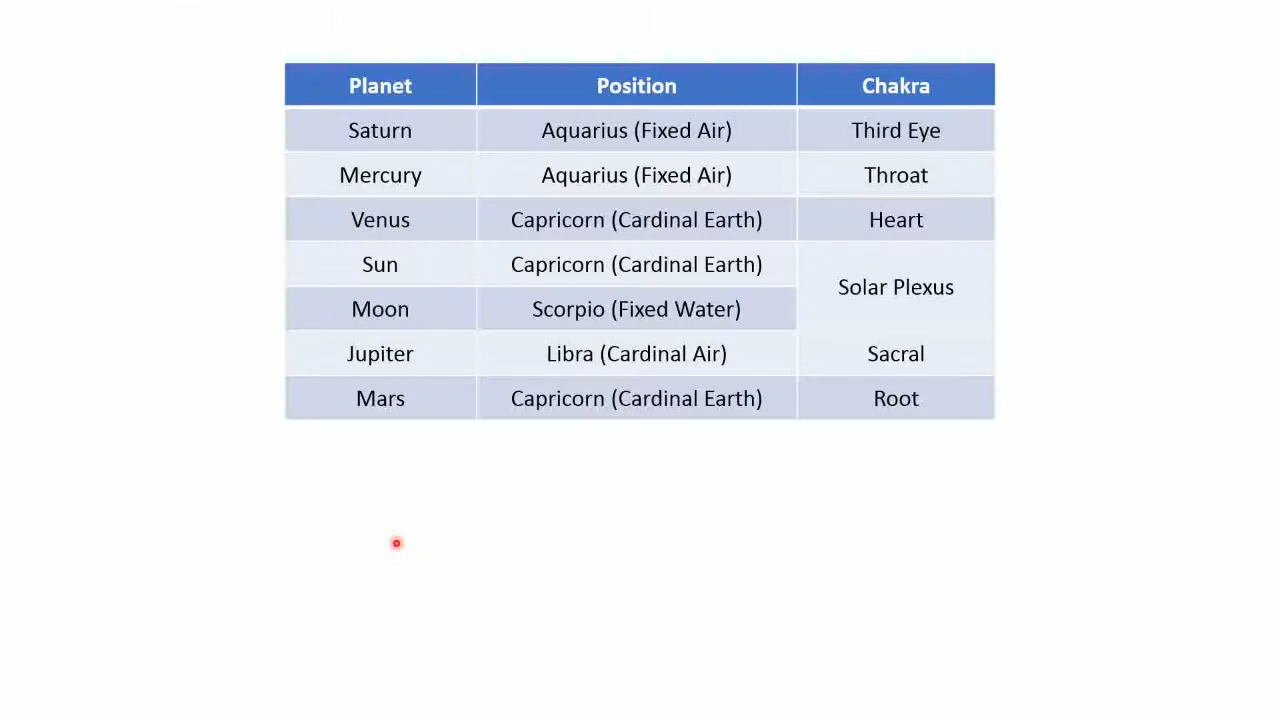 Planet Position Chakra
Saturn Aquarius (Fixed Air) Third Eye
Mercury Aquarius (Fixed Air) Throat
Venus Capricorn (Cardinal Earth) Heart
Sun Capricorn (Cardinal Earth)
Solar Plexus
Moon Scorpio (Fixed Water)
Jupiter Libra (Cardinal Air) Sacral
Mars Capricorn (Cardinal Earth) Root